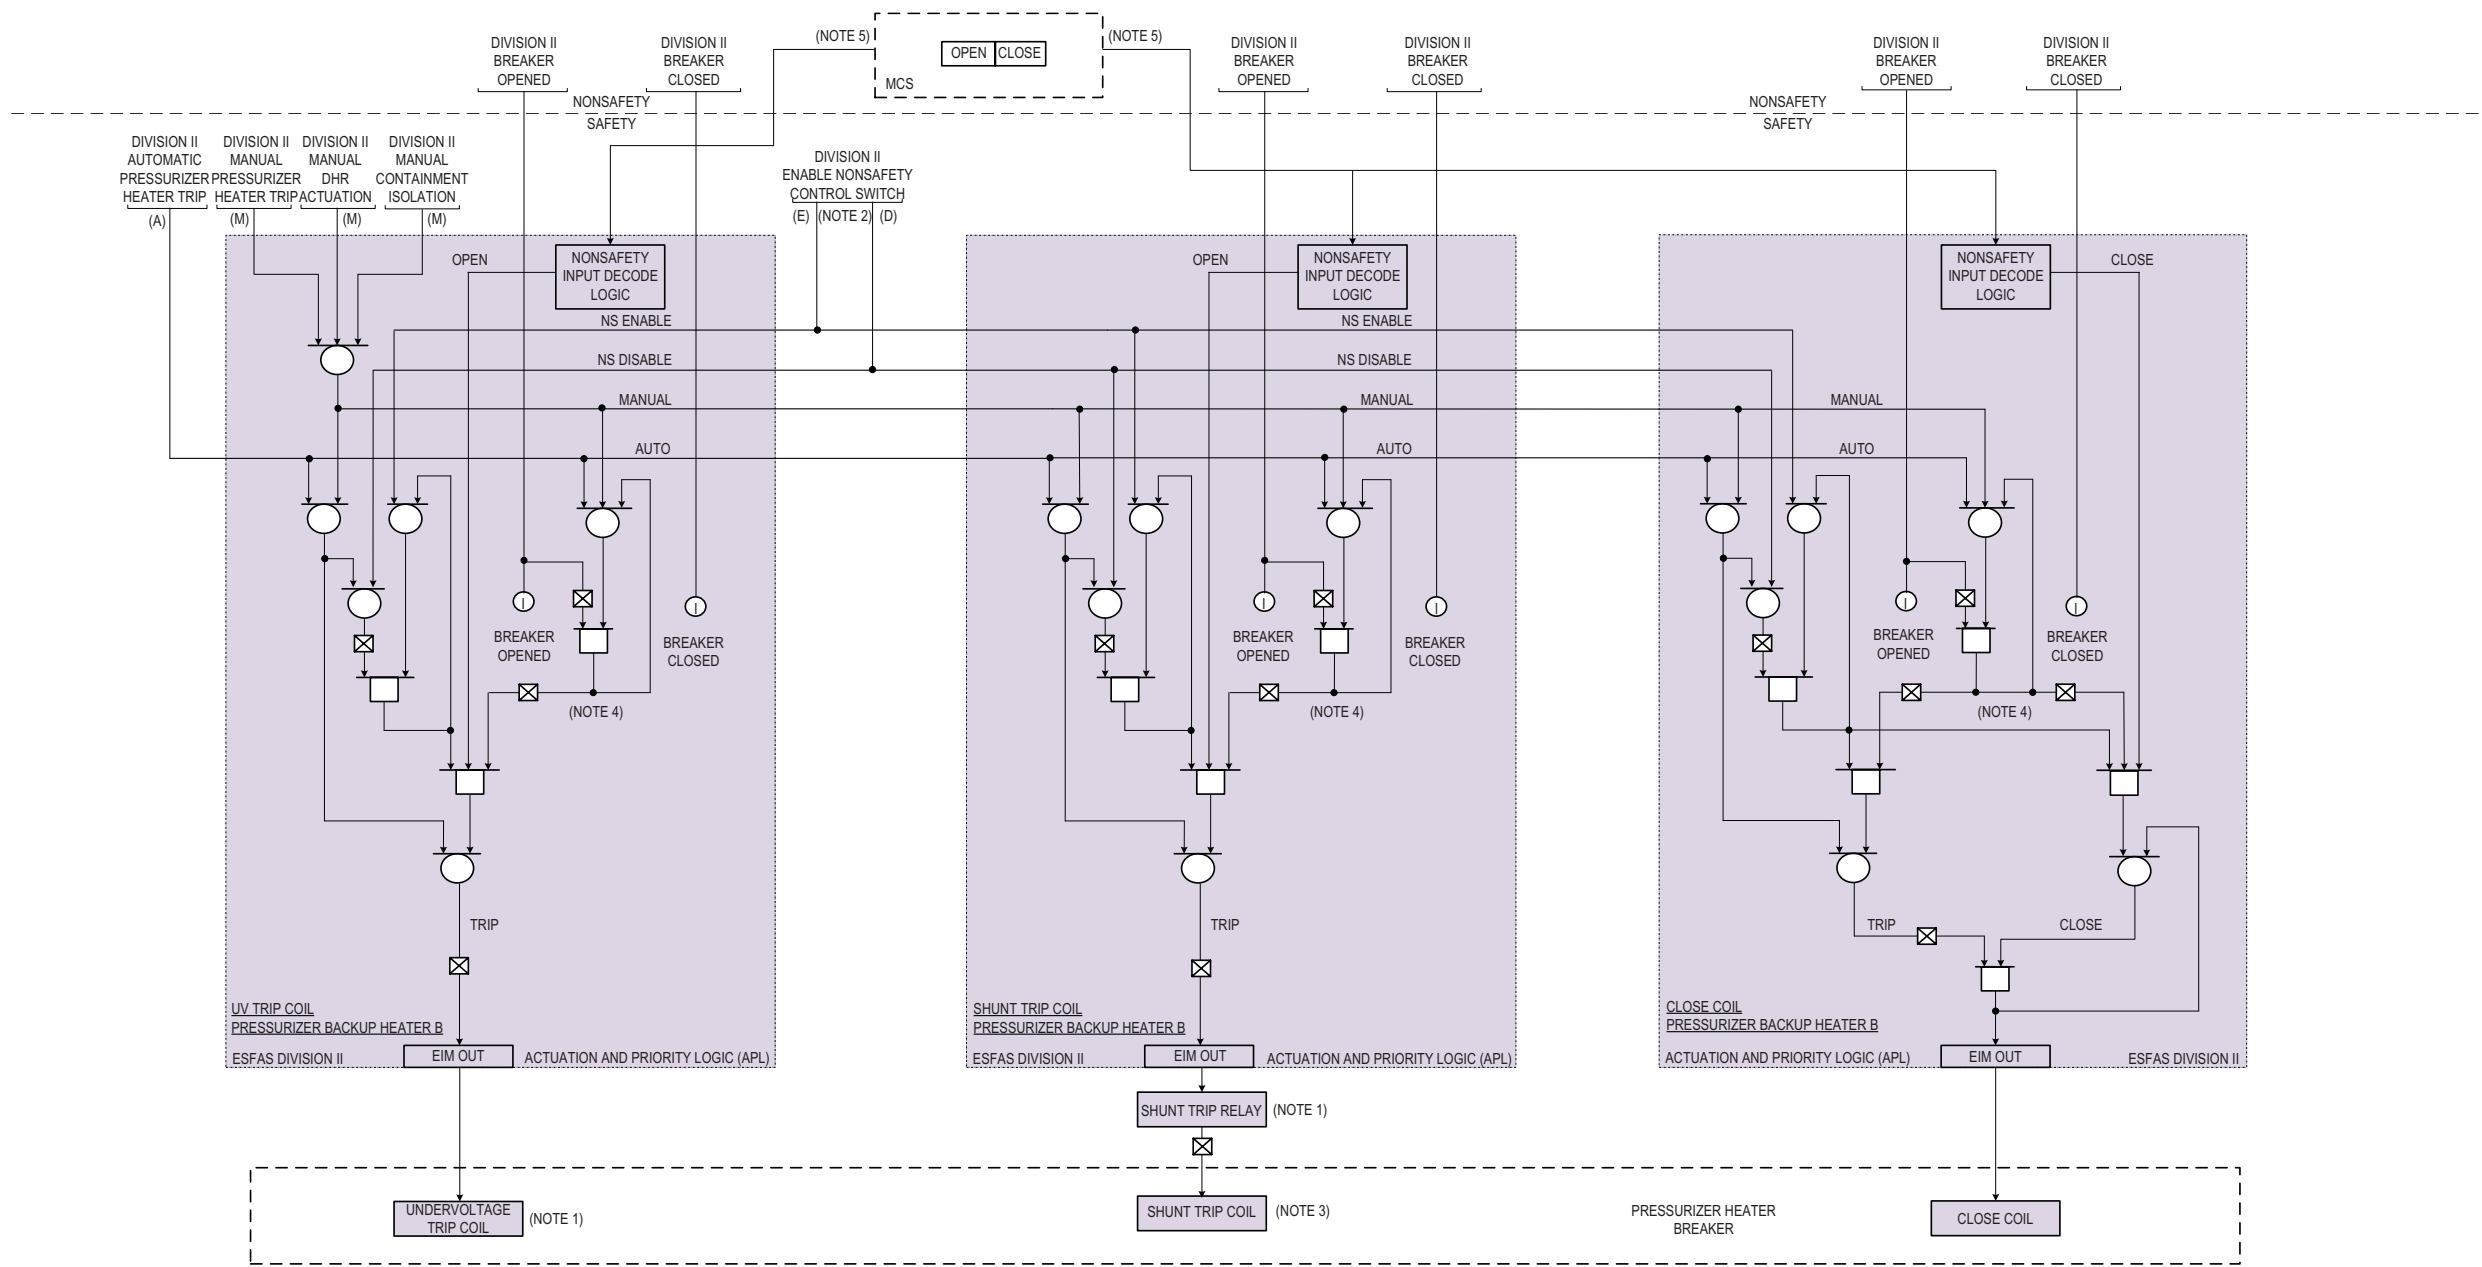 DIVISION II
BREAKER
OPENED
DIVISION II
BREAKER
CLOSED
(NOTE 5)
OPEN
CLOSE
MCS
(NOTE 5)
DIVISION II
BREAKER
OPENED
DIVISION II
BREAKER
CLOSED
DIVISION II
BREAKER
OPENED
DIVISION II
BREAKER
CLOSED
NONSAFETY
SAFETY
NONSAFETY
SAFETY
DIVISION II
AUTOMATIC
PRESSURIZER
HEATER TRIP
(A)
DIVISION II
MANUAL
PRESSURIZER
HEATER TRIP
(M)
DIVISION II
MANUAL
DHR
ACTUATION
(M)
DIVISION II
MANUAL
CONTAINMENT
ISOLATION
(M)
DIVISION II
ENABLE NONSAFETY
CONTROL SWITCH
(E)
(NOTE 2)
(D)
OPEN
NONSAFETY
INPUT DECODE
LOGIC
NS ENABLE
NS DISABLE
MANUAL
AUTO
BREAKER
OPENED
BREAKER
CLOSED
(NOTE 4)
TRIP
UV TRIP COIL
PRESSURIZER BACKUP HEATER B
ESFAS DIVISION II
EIM OUT
ACTUATION AND PRIORITY LOGIC (APL)
OPEN
NONSAFETY
INPUT DECODE
LOGIC
NS ENABLE
NS DISABLE
MANUAL
AUTO
BREAKER
OPENED
BREAKER
CLOSED
(NOTE 4)
TRIP
SHUNT TRIP COIL
PRESSURIZER BACKUP HEATER B
ESFAS DIVISION II
EIM OUT
ACTUATION AND PRIORITY LOGIC (APL)
NONSAFETY
INPUT DECODE
LOGIC
CLOSE
MANUAL
AUTO
BREAKER
OPENED
BREAKER
CLOSED
(NOTE 4)
TRIP
CLOSE
CLOSE COIL
PRESSURIZER BACKUP HEATER B
ACTUATION AND PRIORITY LOGIC (APL)
EIM OUT
ESFAS DIVISION II
SHUNT TRIP RELAY
(NOTE 1)
UNDERVOLTAGE
TRIP COIL
(NOTE 1)
SHUNT TRIP COIL
(NOTE 3)
PRESSURIZER HEATER
BREAKER
CLOSE COIL